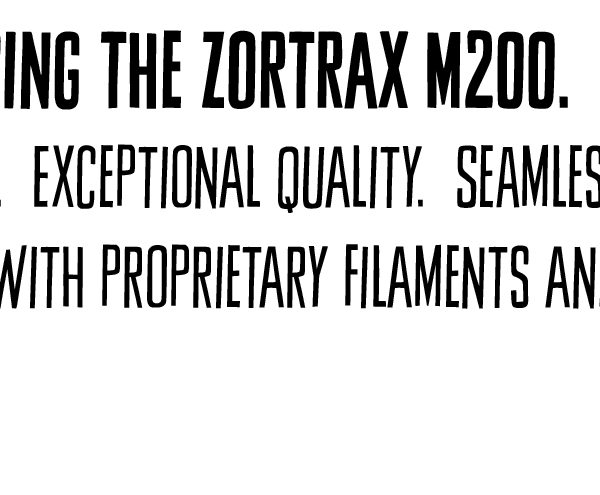 ING THE ZORTRAX M200.
. EXCEPTIONAL QUALITY. SEAMLES
WITH PROPRIETARY FILAMENTS AN